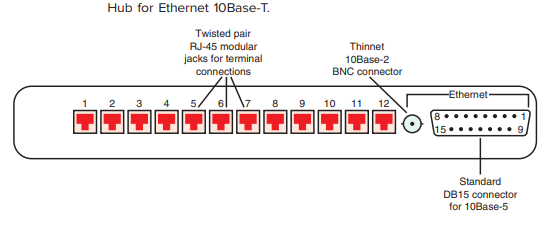 Hub for Ethernet 10Base-T.
Twisted pair
RJ-45 modular
jacks for terminal
connections
Thinnet
10Base-2
BNC connector
Ethernet
1 2 3 4 5 6 7 8 9 10 11 12
8 1
15 9
Standard
DB15 connector
for 10Base-5